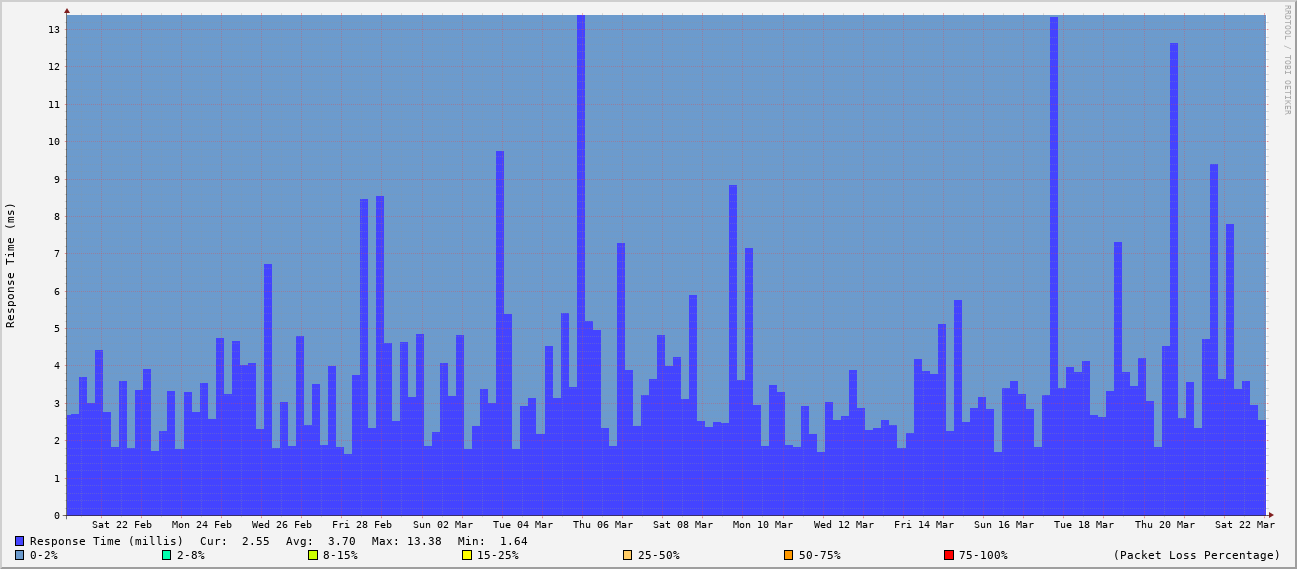 RRDTOOL / TOBI OETIKER
Response Time (ms)
13
12
11
10
9
8
7
6
5
4
3
2
1
0
Sat 22 Feb Mon 24 Feb Wed 26 Feb Fri 28 Feb Sun 02 Mar Tue 04 Mar Thu 06 Mar Sat 08 Mar Mon 10 Mar Wed 12 Mar Fri 14 Mar Sun 16 Mar Tue 18 Mar Thu 20 Mar Sat 22 Mar
Response Time (millis) Cur: 2.55 Avg: 3.70 Max: 13.38 Min: 1.64
0-2% 2-8% 8-15% 15-25% 25-50% 50-75% 75-100% (Packet Loss Percentage)